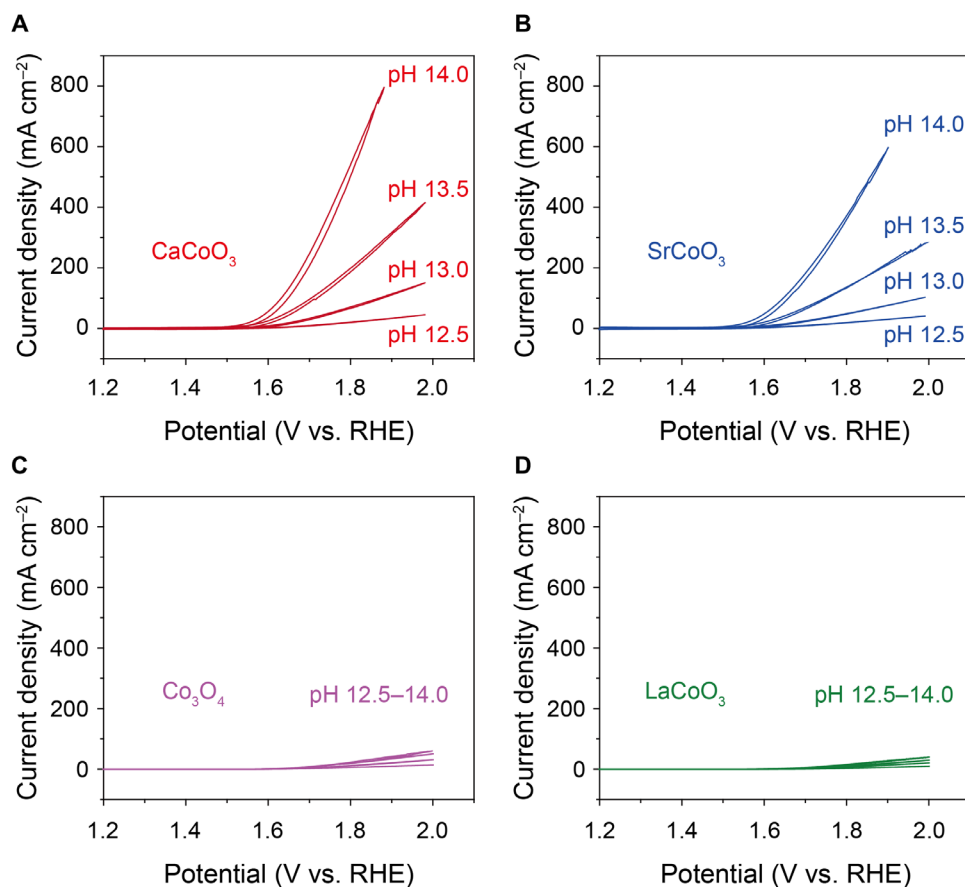 A
Current density (mA cm⁻²)
800
600
400
200
0
pH 14.0
pH 13.5
CaCoO₃
pH 13.0
pH 12.5
1.2 1.4 1.6 1.8 2.0
Potential (V vs. RHE)
B
Current density (mA cm⁻²)
800
600
400
200
0
pH 14.0
pH 13.5
SrCoO₃
pH 13.0
pH 12.5
1.2 1.4 1.6 1.8 2.0
Potential (V vs. RHE)
C
Current density (mA cm⁻²)
800
600
400
200
0
Co₃O₄ pH 12.5–14.0
1.2 1.4 1.6 1.8 2.0
Potential (V vs. RHE)
D
Current density (mA cm⁻²)
800
600
400
200
0
LaCoO₃ pH 12.5–14.0
1.2 1.4 1.6 1.8 2.0
Potential (V vs. RHE)